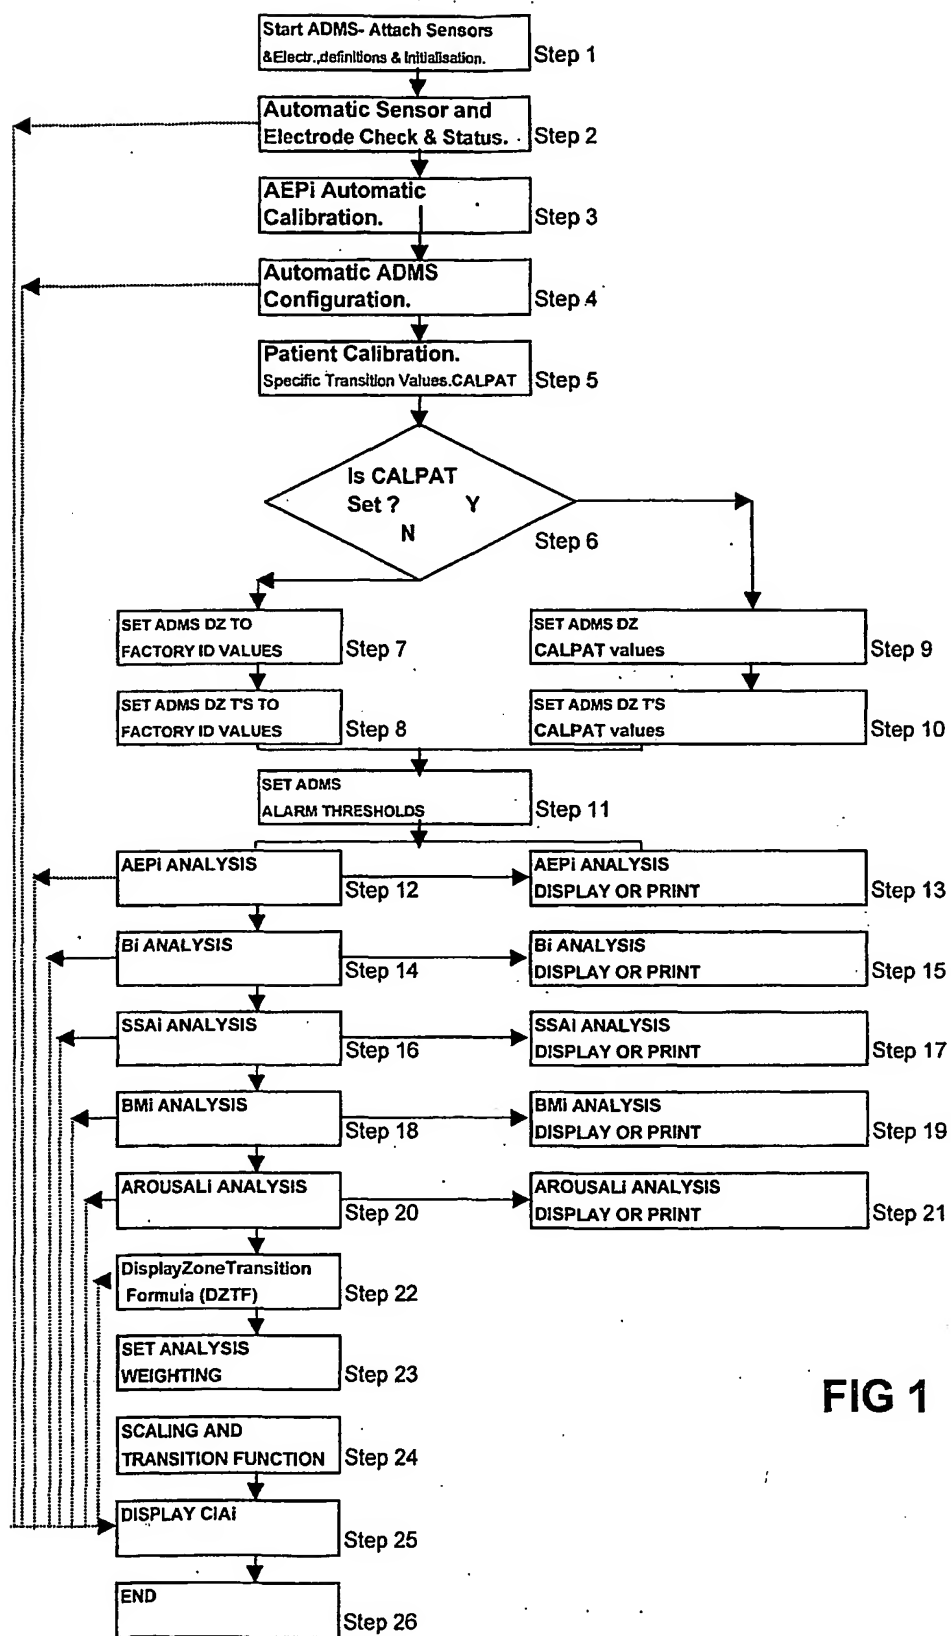 Start ADMS- Attach Sensors
&Electr.,definitions & Initialisation.
Step 1
Automatic Sensor and
Electrode Check & Status.
Step 2
AEPi Automatic
Calibration.
Step 3
Automatic ADMS
Configuration.
Step 4
Patient Calibration.
Specific Transition Values.CALPAT
Step 5
Is CALPAT
Set ? Y
N
Step 6
SET ADMS DZ TO
FACTORY ID VALUES
Step 7
SET ADMS DZ
CALPAT values
Step 9
SET ADMS DZ T'S TO
FACTORY ID VALUES
Step 8
SET ADMS DZ T'S
CALPAT values
Step 10
SET ADMS
ALARM THRESHOLDS
Step 11
AEPi ANALYSIS
Step 12
AEPi ANALYSIS
DISPLAY OR PRINT
Step 13
Bi ANALYSIS
Step 14
Bi ANALYSIS
DISPLAY OR PRINT
Step 15
SSAi ANALYSIS
Step 16
SSAi ANALYSIS
DISPLAY OR PRINT
Step 17
BMi ANALYSIS
Step 18
BMi ANALYSIS
DISPLAY OR PRINT
Step 19
AROUSALi ANALYSIS
Step 20
AROUSALi ANALYSIS
DISPLAY OR PRINT
Step 21
DisplayZoneTransition
Formula (DZTF)
Step 22
SET ANALYSIS
WEIGHTING
Step 23
FIG 1
SCALING AND
TRANSITION FUNCTION
Step 24
DISPLAY CIAi
Step 25
END
Step 26